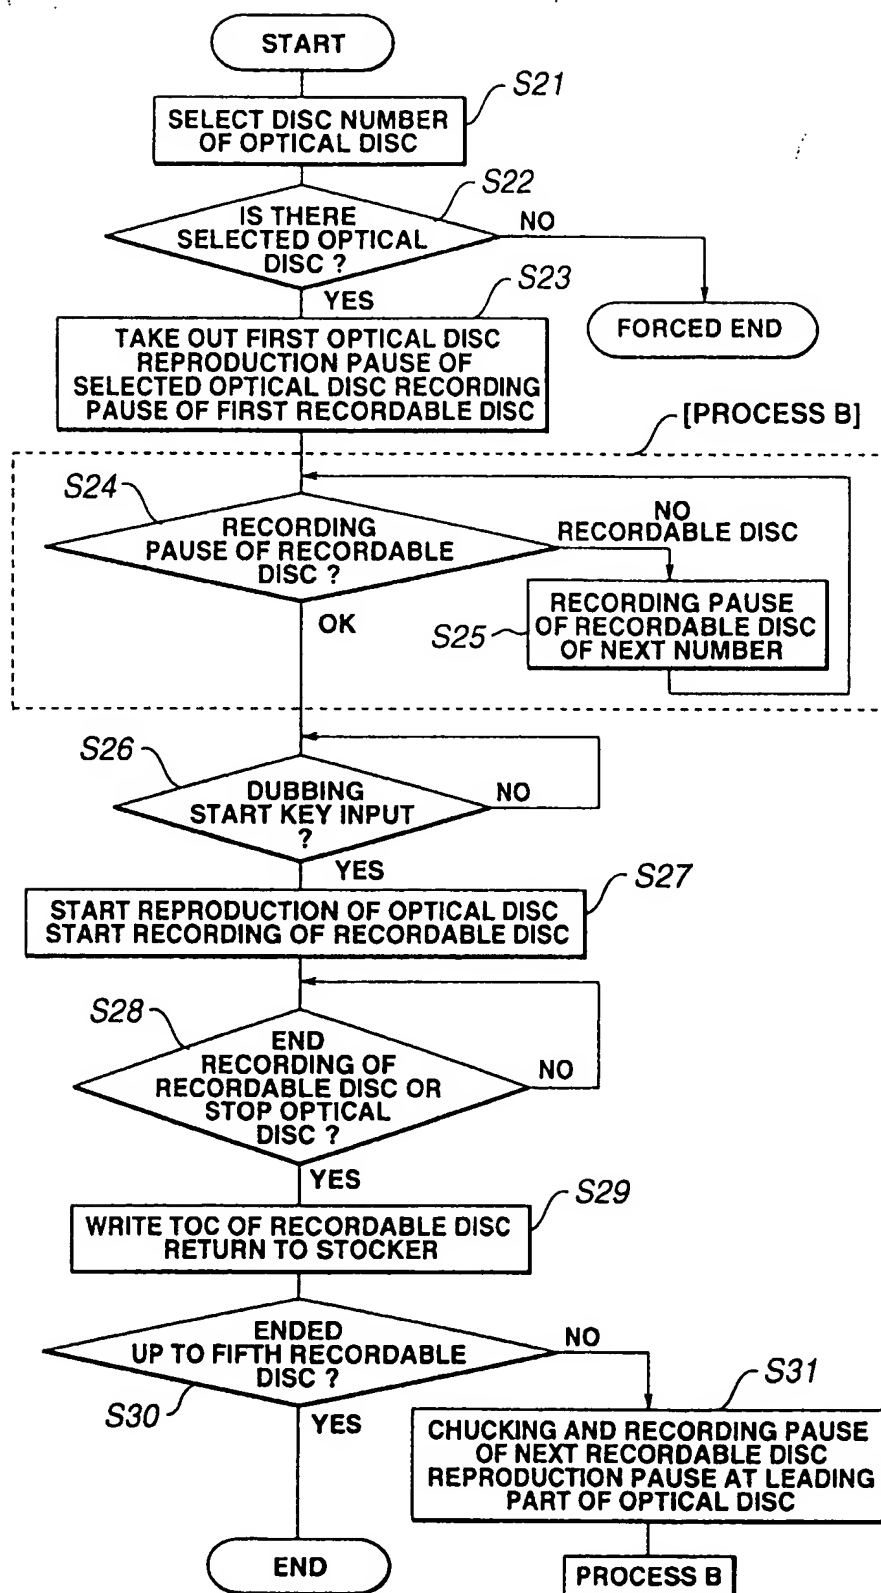 START
S21
SELECT DISC NUMBER
OF OPTICAL DISC
S22
IS THERE
SELECTED OPTICAL
DISC ?
NO
YES
S23
FORCED END
TAKE OUT FIRST OPTICAL DISC
REPRODUCTION PAUSE OF
SELECTED OPTICAL DISC RECORDING
PAUSE OF FIRST RECORDABLE DISC
[PROCESS B]
S24
RECORDING
PAUSE OF RECORDABLE
DISC ?
NO
RECORDABLE DISC
OK
S25
RECORDING PAUSE
OF RECORDABLE DISC
OF NEXT NUMBER
S26
DUBBING
START KEY INPUT
?
NO
YES
S27
START REPRODUCTION OF OPTICAL DISC
START RECORDING OF RECORDABLE DISC
S28
END
RECORDING OF
RECORDABLE DISC OR
STOP OPTICAL
DISC ?
NO
YES
S29
WRITE TOC OF RECORDABLE DISC
RETURN TO STOCKER
ENDED
UP TO FIFTH RECORDABLE
DISC ?
NO
S30
YES
S31
CHUCKING AND RECORDING PAUSE
OF NEXT RECORDABLE DISC
REPRODUCTION PAUSE AT LEADING
PART OF OPTICAL DISC
END
PROCESS B